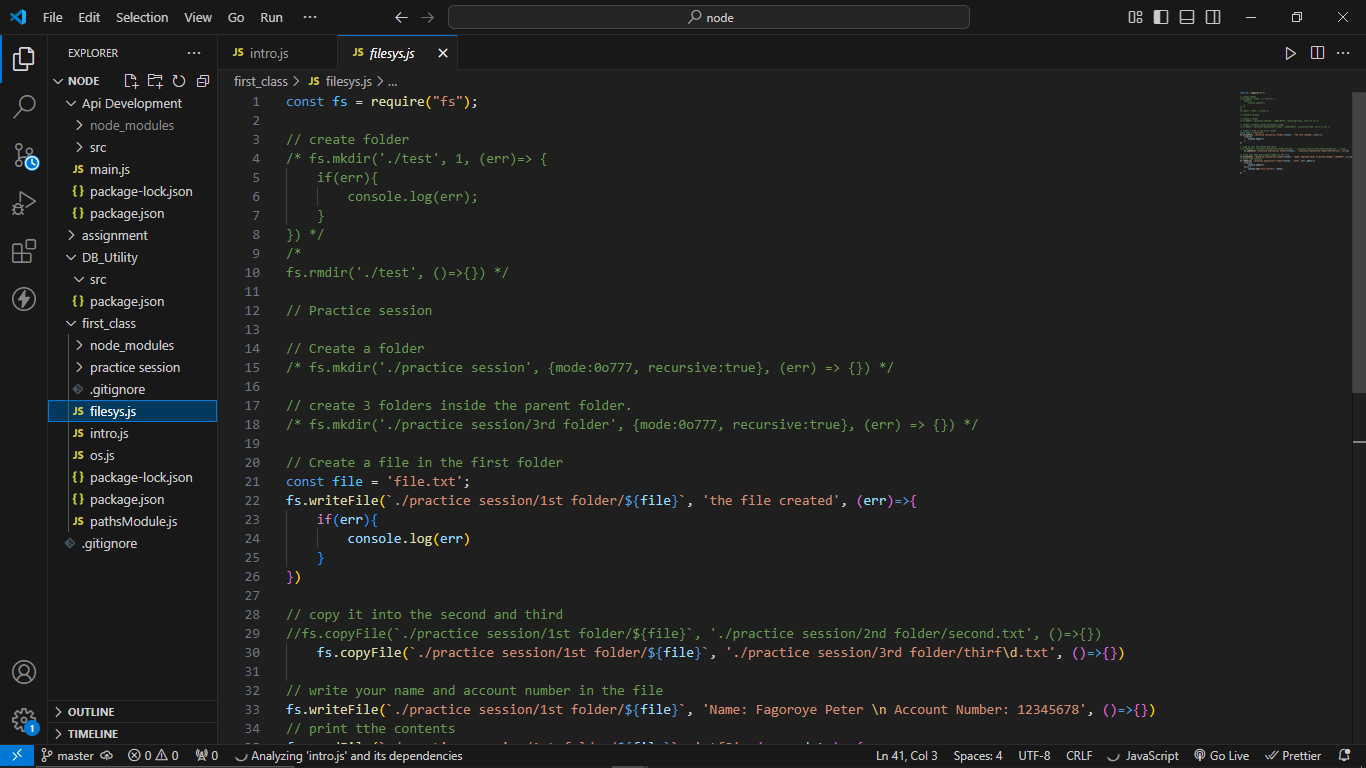 File Edit Selection View Go Run ··· node
EXPLORER ···
NODE
Api Development
node_modules
src
main.js
package-lock.json
package.json
assignment
DB_Utility
src
package.json
first_class
node_modules
practice session
.gitignore
filesys.js
intro.js
os.js
package-lock.json
package.json
pathsModule.js
.gitignore
OUTLINE
TIMELINE
JS intro.js JS filesys.js
first_class > JS filesys.js > ...
1 const fs = require("fs");
2
3 // create folder
4 /* fs.mkdir('./test', 1, (err)=> {
5 if(err){
6 console.log(err);
7 }
8 }) */
9 /*
10 fs.rmdir('./test', ()=>{}) */
11
12 // Practice session
13
14 // Create a folder
15 /* fs.mkdir('./practice session', {mode:0o777, recursive:true}, (err) => {}) */
16
17 // create 3 folders inside the parent folder.
18 /* fs.mkdir('./practice session/3rd folder', {mode:0o777, recursive:true}, (err) => {}) */
19
20 // Create a file in the first folder
21 const file = 'file.txt';
22 fs.writeFile(`./practice session/1st folder/${file}`, 'the file created', (err)=>{
23 if(err){
24 console.log(err)
25 }
26 })
27
28 // copy it into the second and third
29 //fs.copyFile(`./practice session/1st folder/${file}`, './practice session/2nd folder/second.txt', ()=>{})
30 fs.copyFile(`./practice session/1st folder/${file}`, './practice session/3rd folder/thirf\d.txt', ()=>{})
31
32 // write your name and account number in the file
33 fs.writeFile(`./practice session/1st folder/${file}`, 'Name: Fagoroye Peter \n Account Number: 12345678', ()=>{})
34 // print tthe contents
master 0 0 0 Analyzing 'intro.js' and its dependencies Ln 41, Col 3 Spaces: 4 UTF-8 CRLF JavaScript Go Live Prettier